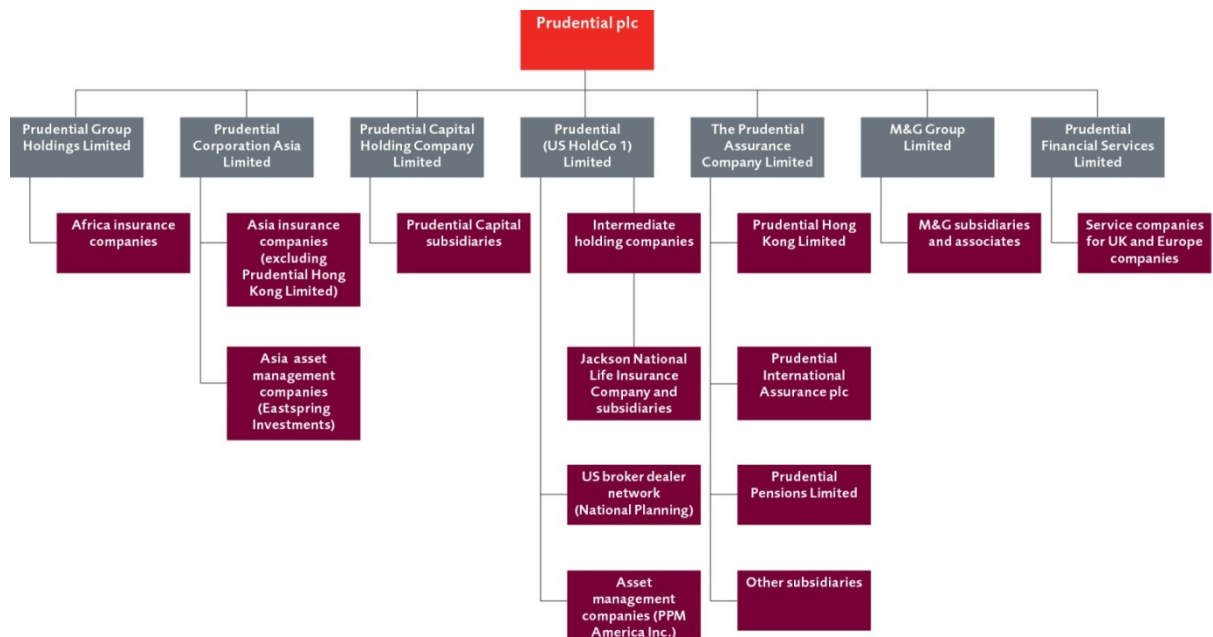 Prudential plc
Prudential Group
Holdings Limited
Prudential
Corporation Asia
Limited
Prudential Capital
Holding Company
Limited
Prudential
(US HoldCo 1)
Limited
The Prudential
Assurance
Company Limited
M&G Group
Limited
Prudential
Financial Services
Limited
Africa insurance
companies
Asia insurance
companies
(excluding
Prudential Hong
Kong Limited)
Prudential Capital
subsidiaries
Intermediate
holding companies
Prudential Hong
Kong Limited
M&G subsidiaries
and associates
Service companies
for UK and Europe
companies
Asia asset
management
companies
(Eastspring
Investments)
Jackson National
Life Insurance
Company and
subsidiaries
Prudential
International
Assurance plc
US broker dealer
network
(National Planning)
Prudential
Pensions Limited
Asset
management
companies (PPM
America Inc.)
Other subsidiaries